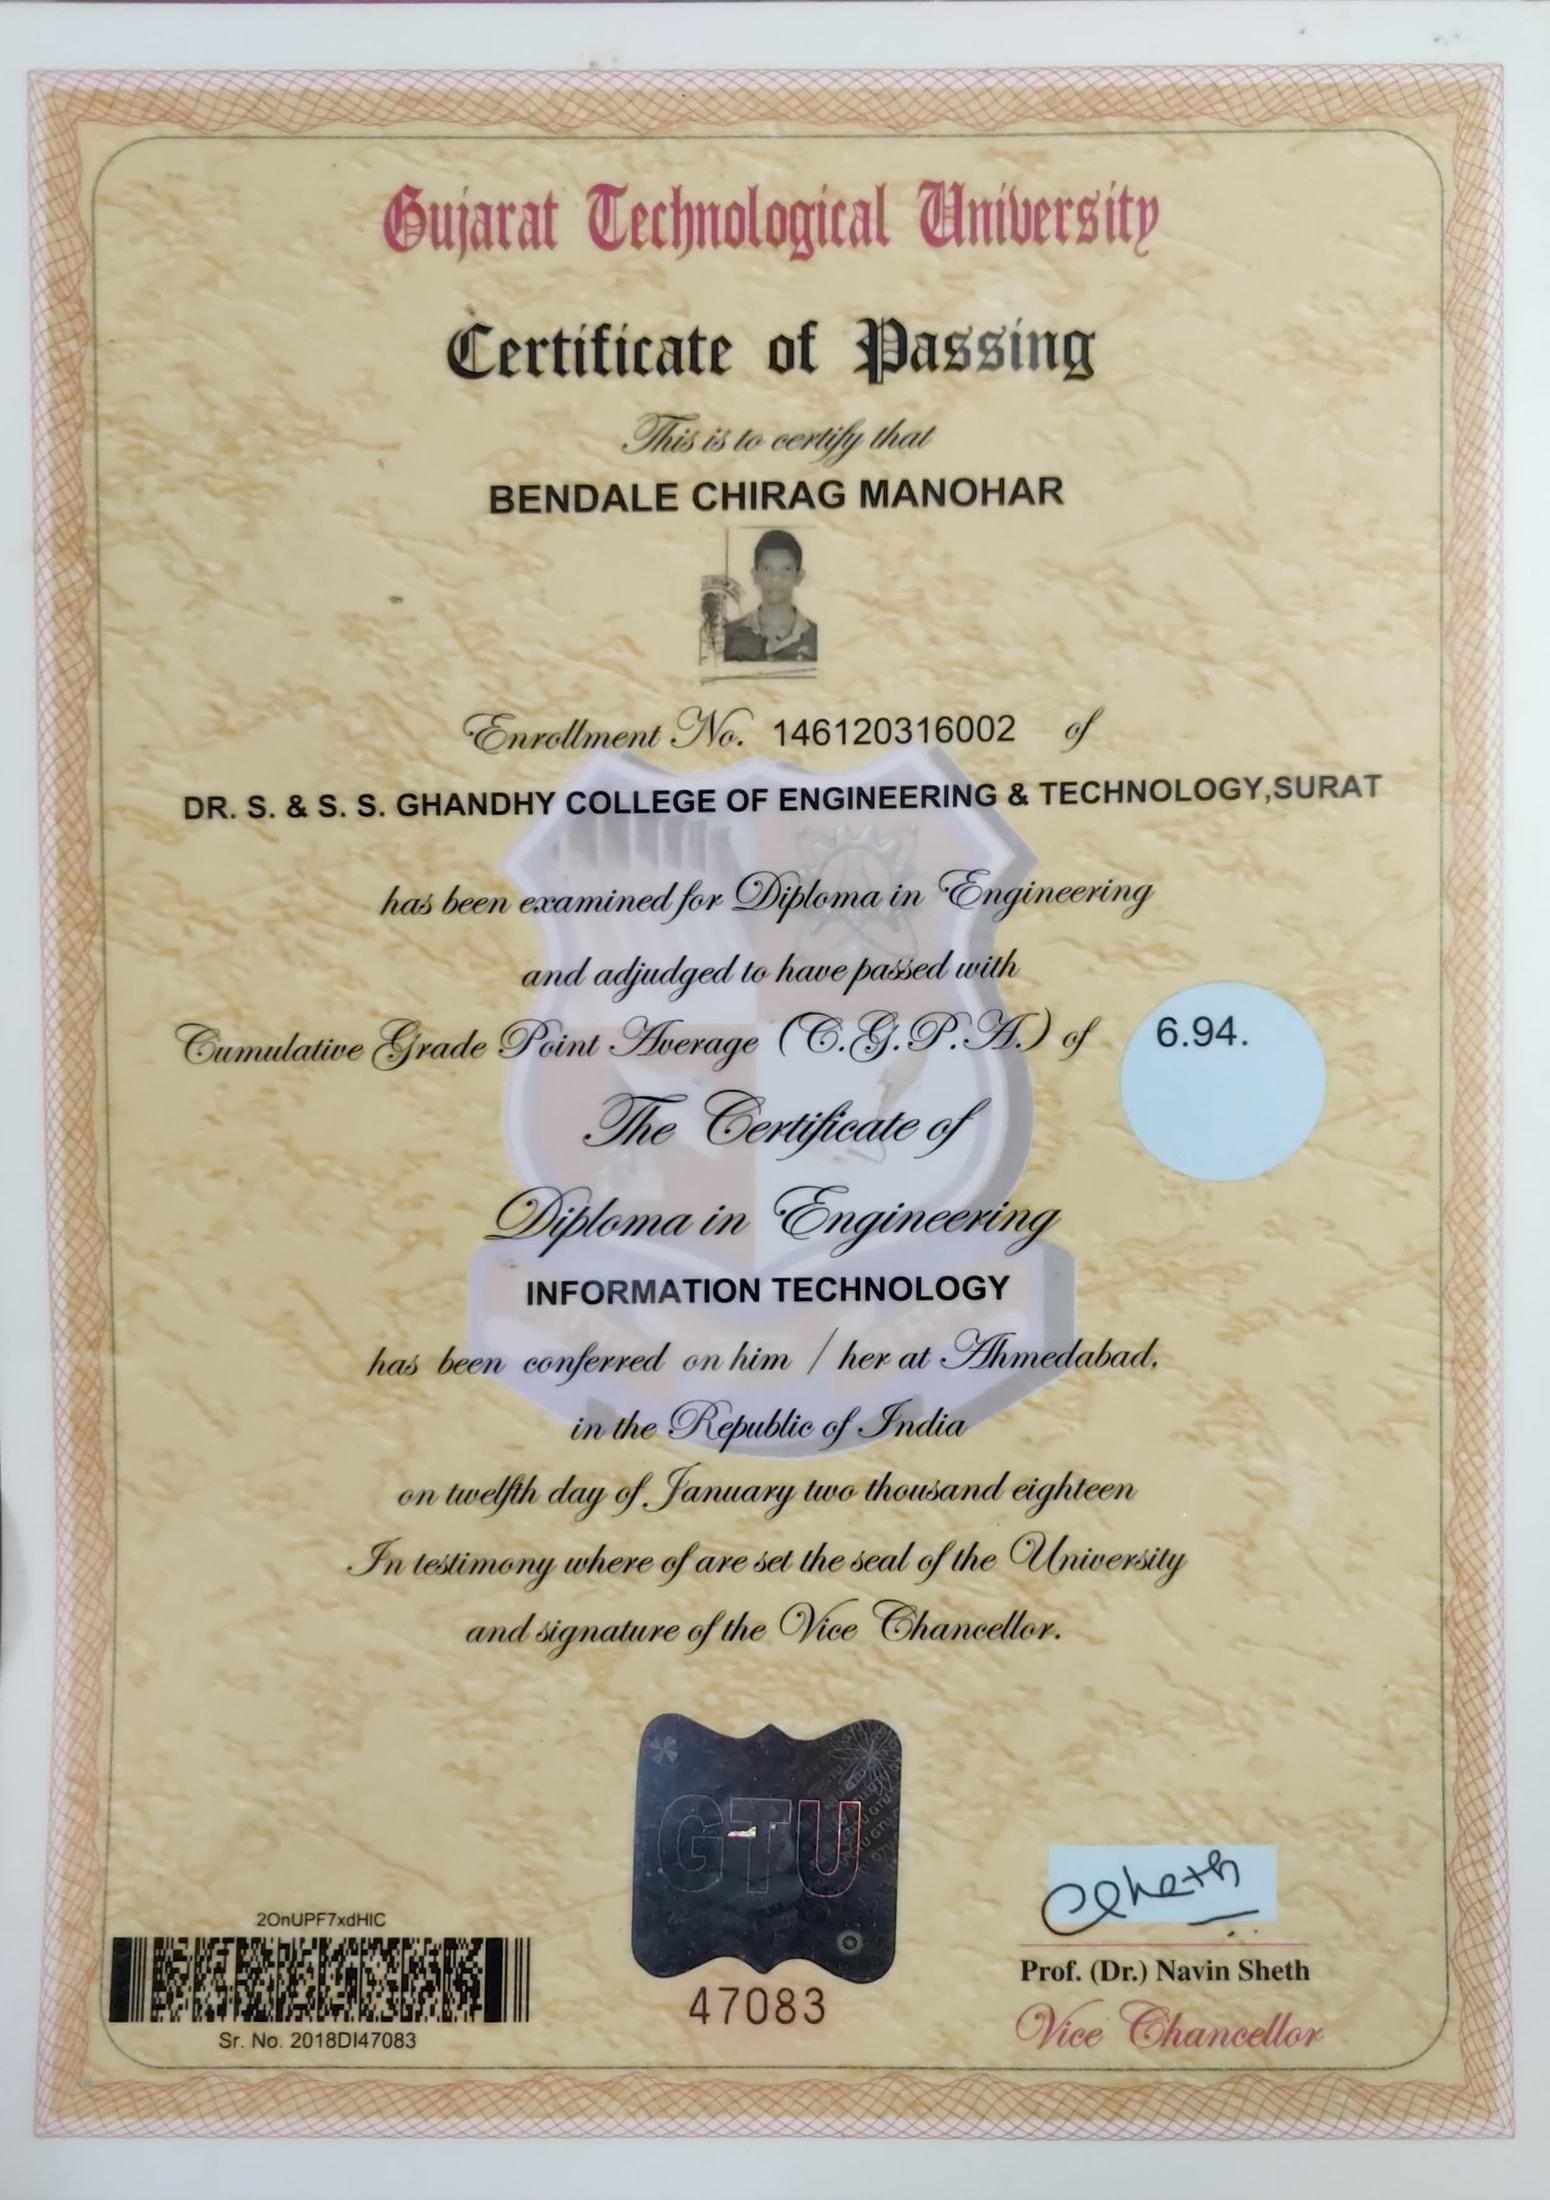 Gujarat Technological University
Certificate of Passing
This is to certify that
BENDALE CHIRAG MANOHAR
Enrollment No. 146120316002 of
DR. S. & S. S. GHANDHY COLLEGE OF ENGINEERING & TECHNOLOGY,SURAT
has been examined for Diploma in Engineering
and adjudged to have passed with
Cumulative Grade Point Average (C.G.P.A.) of 6.94.
The Certificate of
Diploma in Engineering
INFORMATION TECHNOLOGY
has been conferred on him / her at Ahmedabad,
in the Republic of India
on twelfth day of January two thousand eighteen
In testimony where of are set the seal of the University
and signature of the Vice Chancellor.
GTU
47083
2OnUPF7xdHIC
Sr. No. 2018DI47083
Prof. (Dr.) Navin Sheth
Vice Chancellor